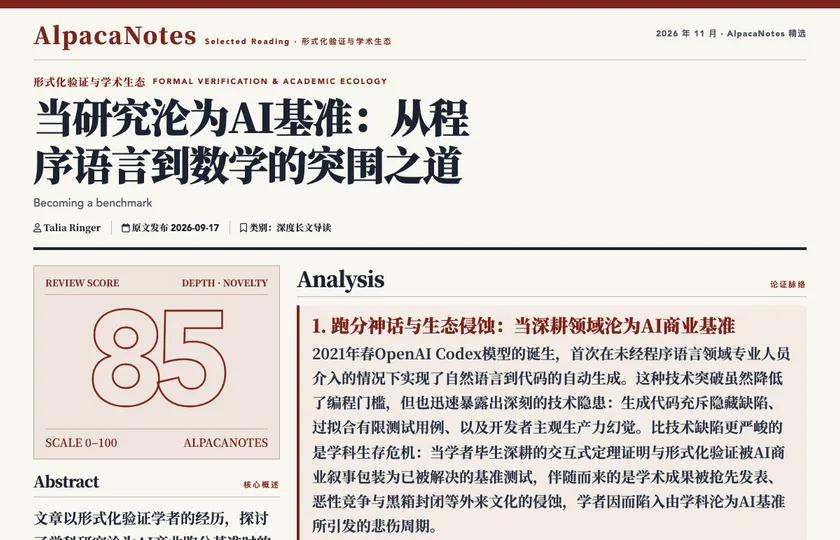 AlpacaNotes Selected Reading · 形式化验证与学术生态
2026 年 11 月 · AlpacaNotes 精选
形式化验证与学术生态 FORMAL VERIFICATION & ACADEMIC ECOLOGY
当研究沦为AI基准：从程
序语言到数学的突围之道
Becoming a benchmark
Talia Ringer 原文发布 2026-09-17 类别：深度长文导读
REVIEW SCORE DEPTH · NOVELTY
85
SCALE 0–100 ALPACANOTES
Abstract 核心概述
文章以形式化验证学者的经历，探讨
了学科研究沦为AI商业跑分基准时的
Analysis 论证脉络
1. 跑分神话与生态侵蚀：当深耕领域沦为AI商业基准
2021年春OpenAI Codex模型的诞生，首次在未经程序语言领域专业人员
介入的情况下实现了自然语言到代码的自动生成。这种技术突破虽然降低
了编程门槛，但也迅速暴露出深刻的技术隐患：生成代码充斥隐藏缺陷、
过拟合有限测试用例、以及开发者主观生产力幻觉。比技术缺陷更严峻的
是学科生存危机：当学者毕生深耕的交互式定理证明与形式化验证被AI商
业叙事包装为已被解决的基准测试，伴随而来的是学术成果被抢先发表、
恶性竞争与黑箱封闭等外来文化的侵蚀，学者因而陷入由学科沦为AI基准
所引发的悲伤周期。